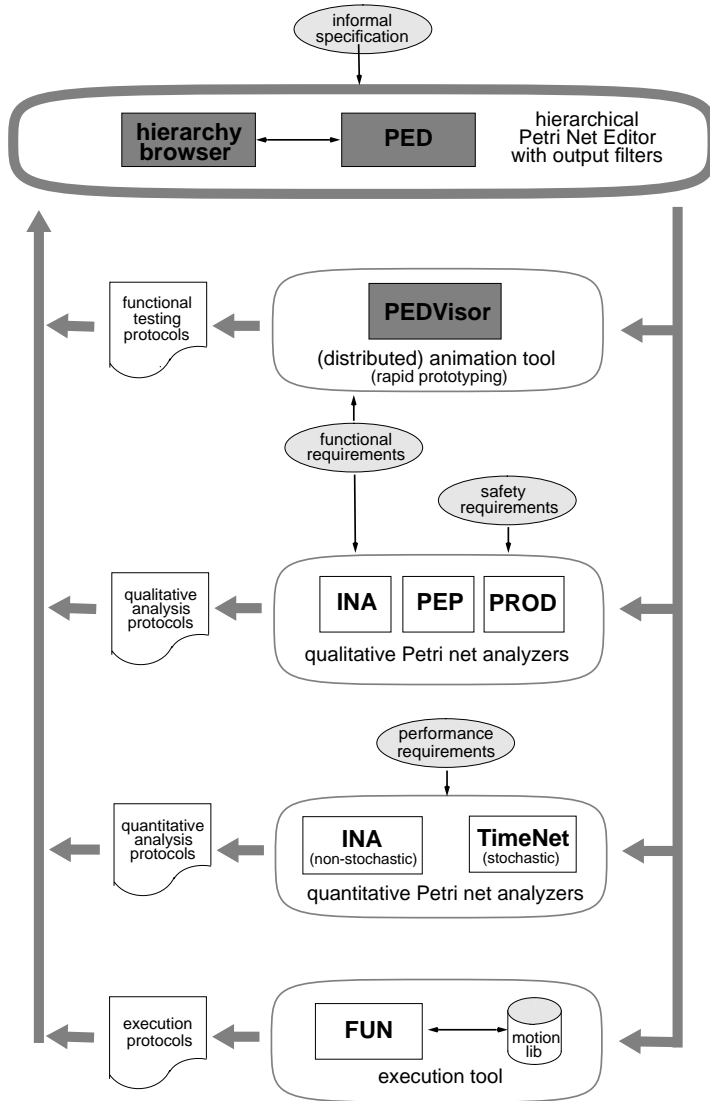 informal
specification
hierarchy
browser
PED
hierarchical
Petri Net Editor
with output filters
functional
testing
protocols
PEDVisor
(distributed) animation tool
(rapid prototyping)
functional
requirements
safety
requirements
qualitative
analysis
protocols
INA
PEP
PROD
qualitative Petri net analyzers
performance
requirements
quantitative
analysis
protocols
INA
(non-stochastic)
TimeNet
(stochastic)
quantitative Petri net analyzers
execution
protocols
FUN
motion
lib
execution tool